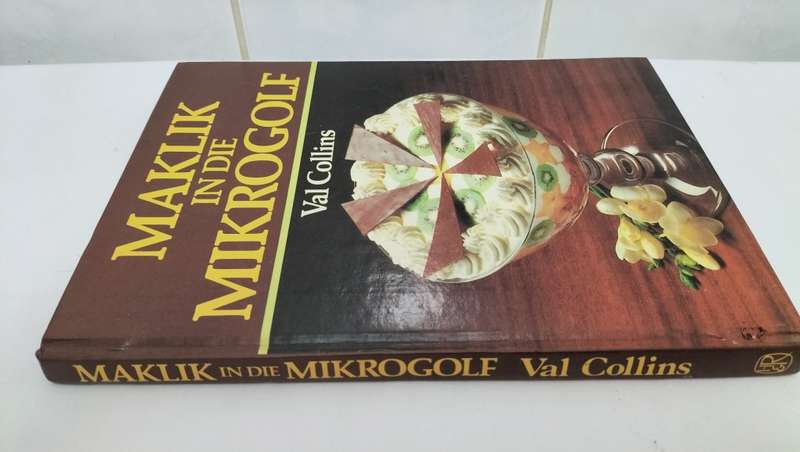 MAKLIK
IN DIE
MIKROGOLF
Val Collins
MAKLIK IN DIE MIKROGOLF Val Collins